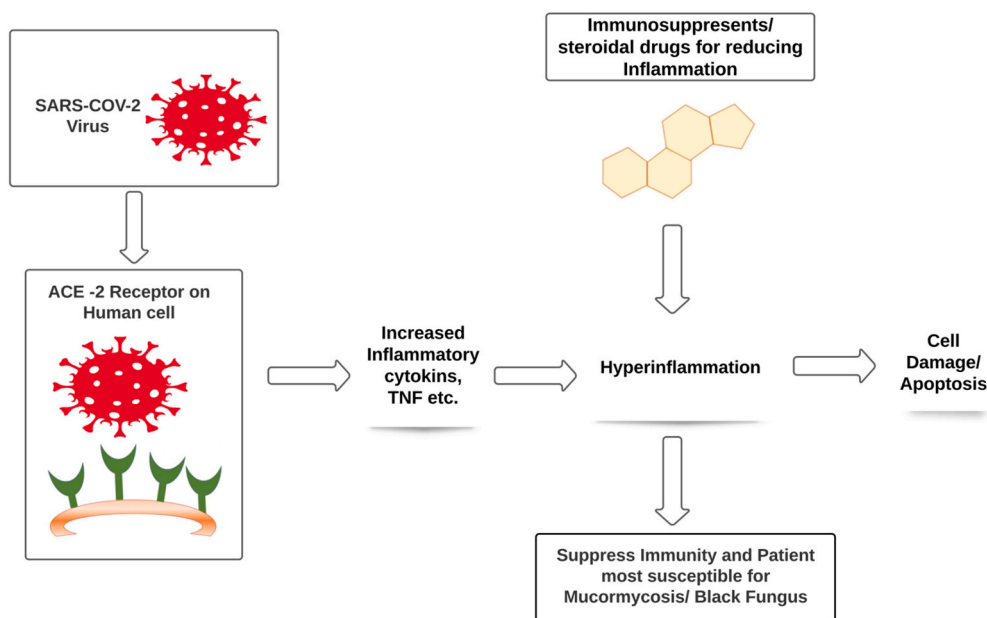 SARS-COV-2
Virus
Immunosuppresents/
steroidal drugs for reducing
Inflammation
ACE -2 Receptor on
Human cell
Increased
Inflammatory
cytokins,
TNF etc.
Hyperinflammation
Cell
Damage/
Apoptosis
Suppress Immunity and Patient
most susceptible for
Mucormycosis/ Black Fungus